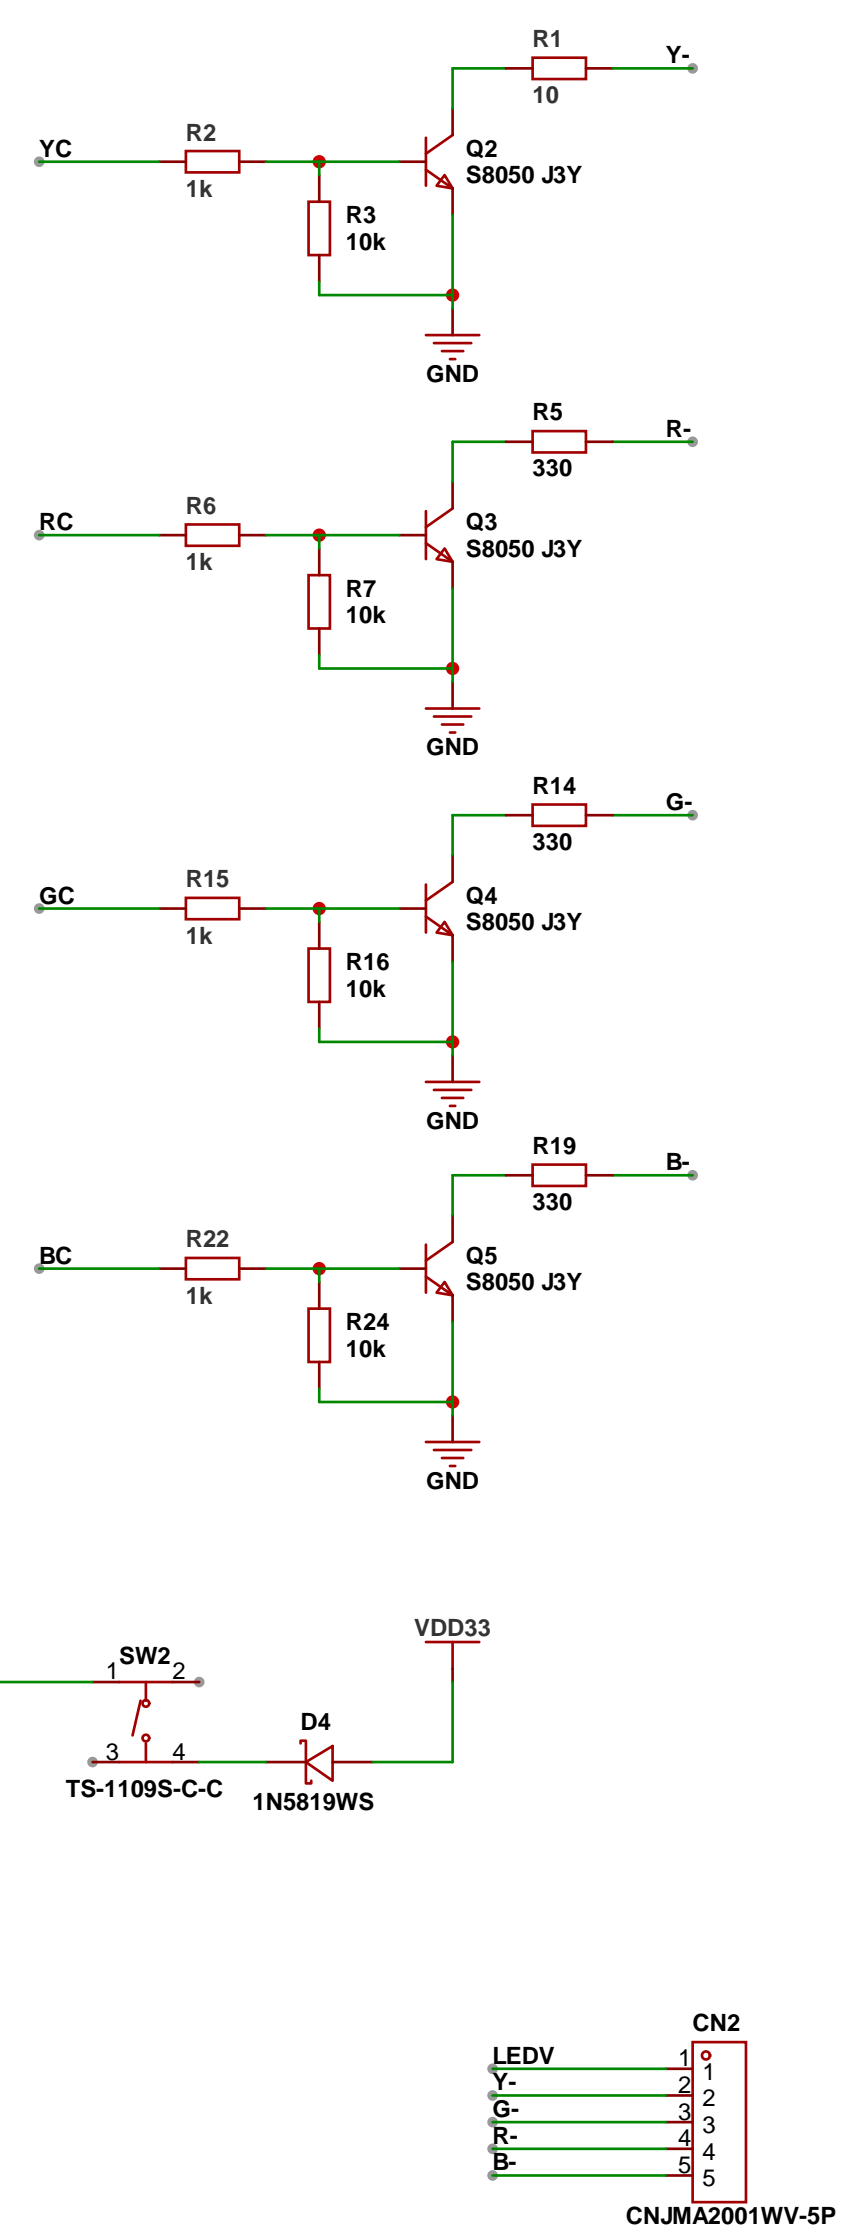 R1
Y-
10
R2
YC
1k
Q2
S8050 J3Y
R3
10k
GND
R5
R-
330
R6
RC
1k
Q3
S8050 J3Y
R7
10k
GND
R14
G-
330
R15
GC
1k
Q4
S8050 J3Y
R16
10k
GND
R19
B-
330
R22
BC
1k
Q5
S8050 J3Y
R24
10k
GND
VDD33
SW2
1 2
3 4
TS-1109S-C-C
D4
1N5819WS
CN2
LEDV 1 1
Y- 2 2
G- 3 3
R- 4 4
B- 5 5
CNJMA2001WV-5P